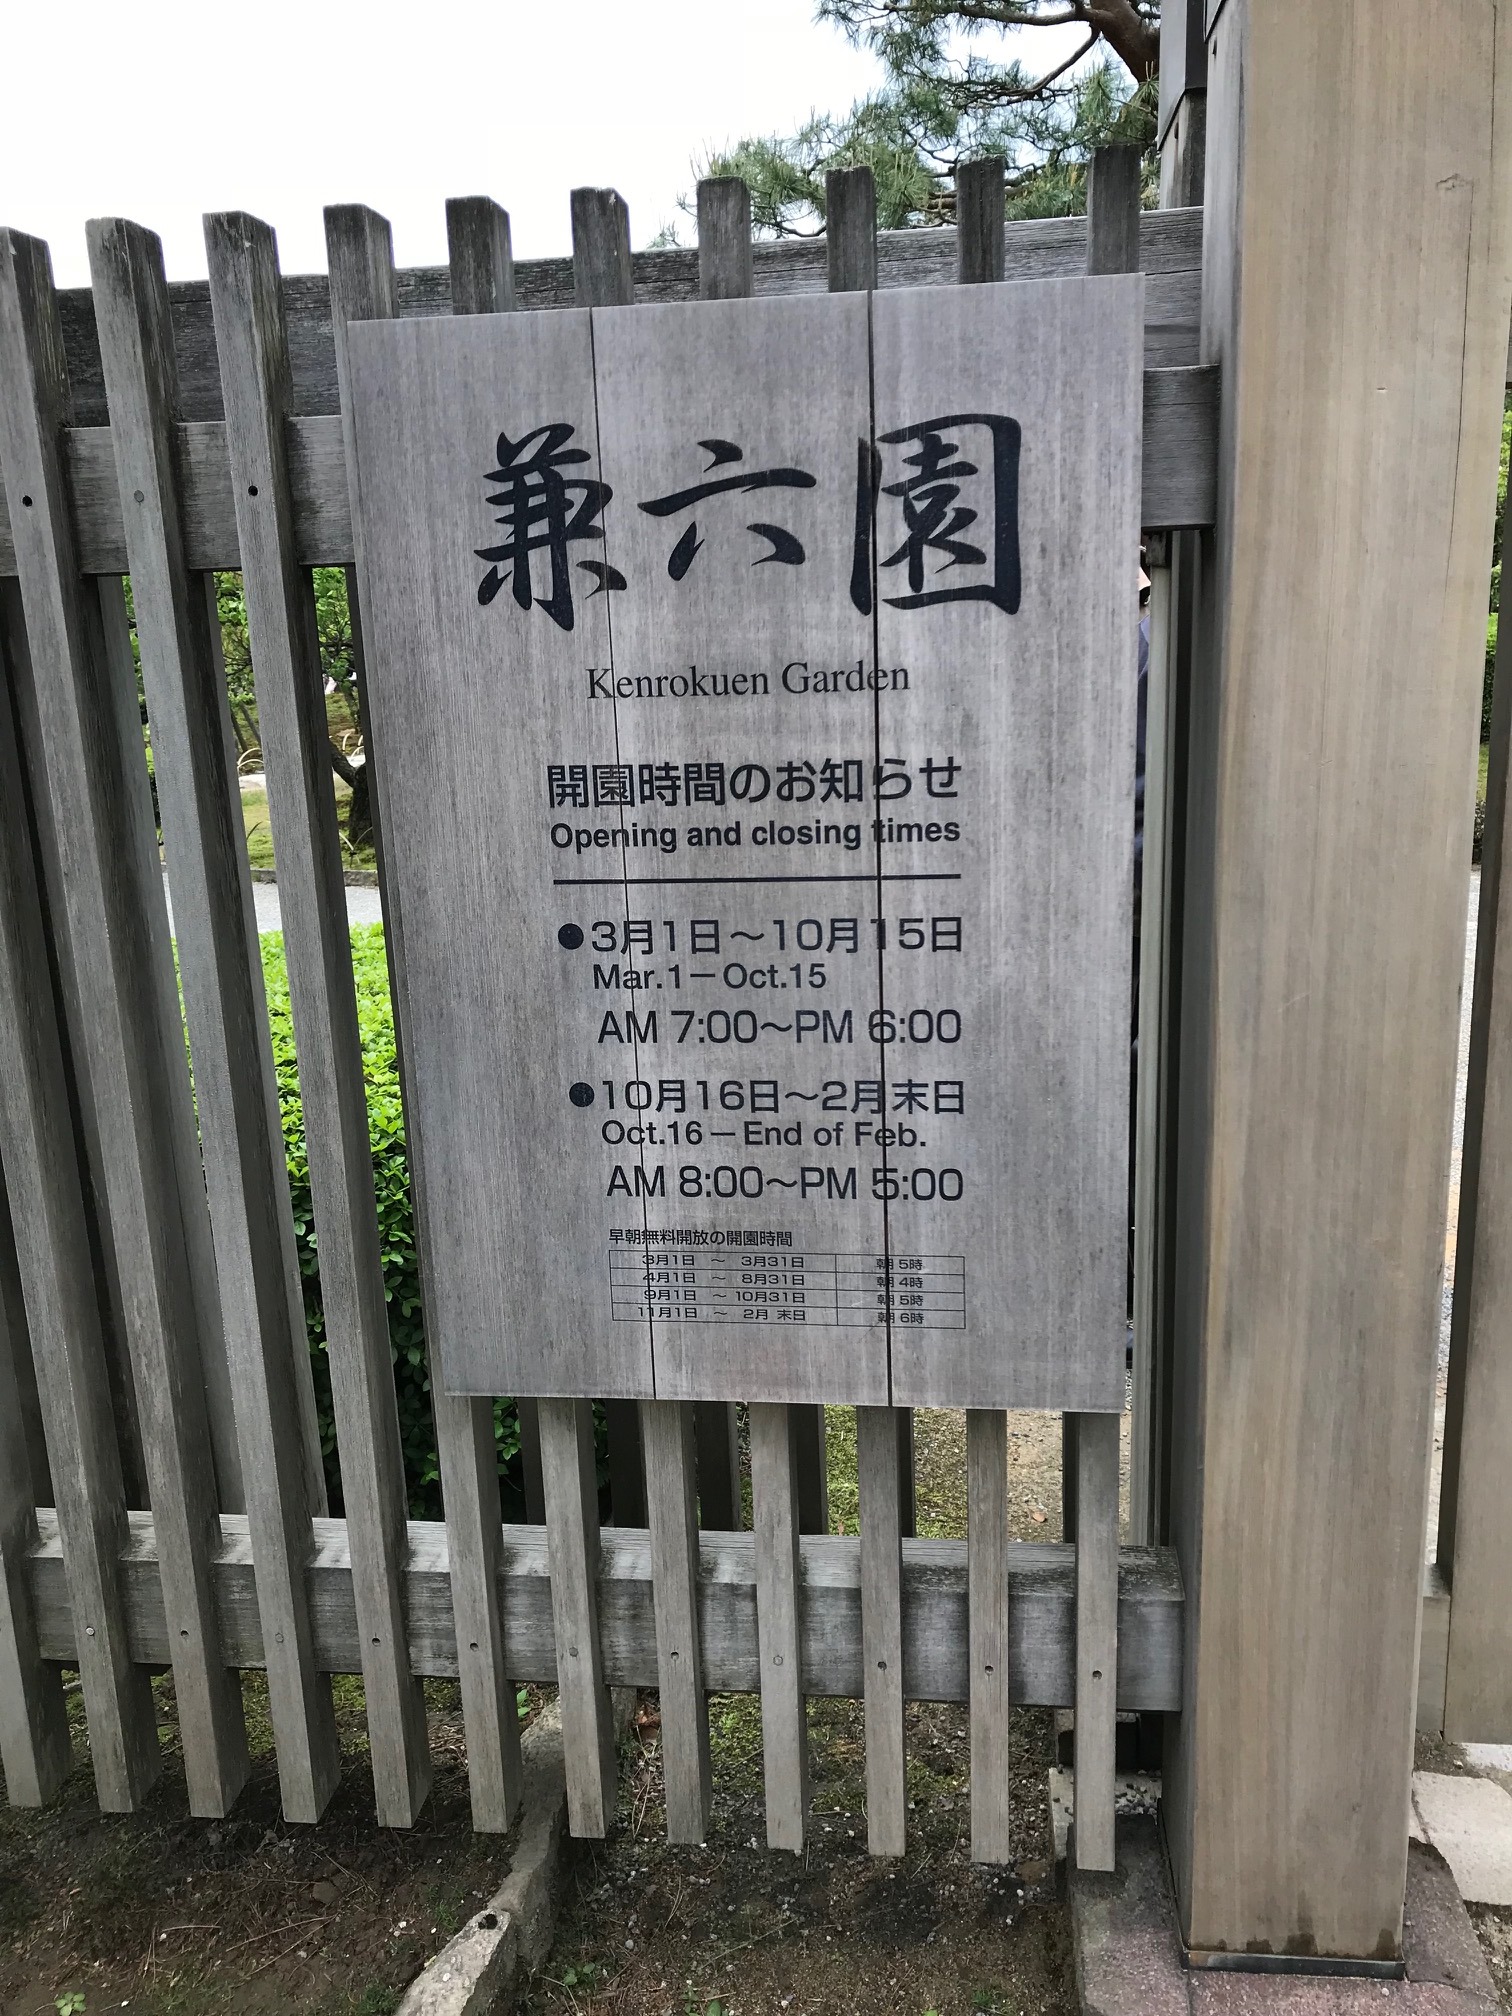 兼六園
Kenrokuen Garden
開園時間のお知らせ
Opening and closing times
●3月1日～10月15日
Mar.1－Oct.15
AM 7:00～PM 6:00
●10月16日～2月末日
Oct.16－End of Feb.
AM 8:00～PM 5:00
早朝無料開放の開園時間
3月1日 ～ 3月31日 朝 5時
4月1日 ～ 8月31日 朝 4時
9月1日 ～ 10月31日 朝 5時
11月1日 ～ 2月 末日 朝 6時